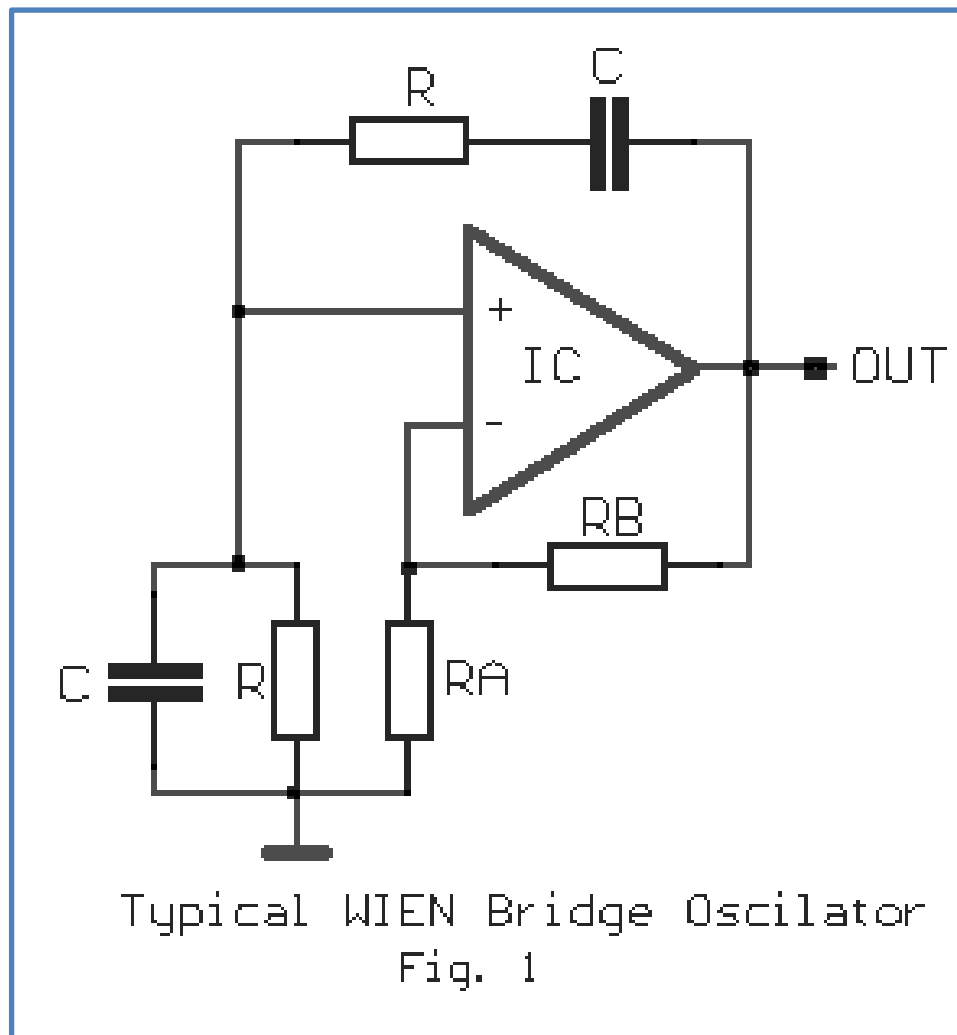 R
C
+
IC
OUT
-
RB
C
R
RA
Typical WIEN Bridge Oscilator
Fig. 1